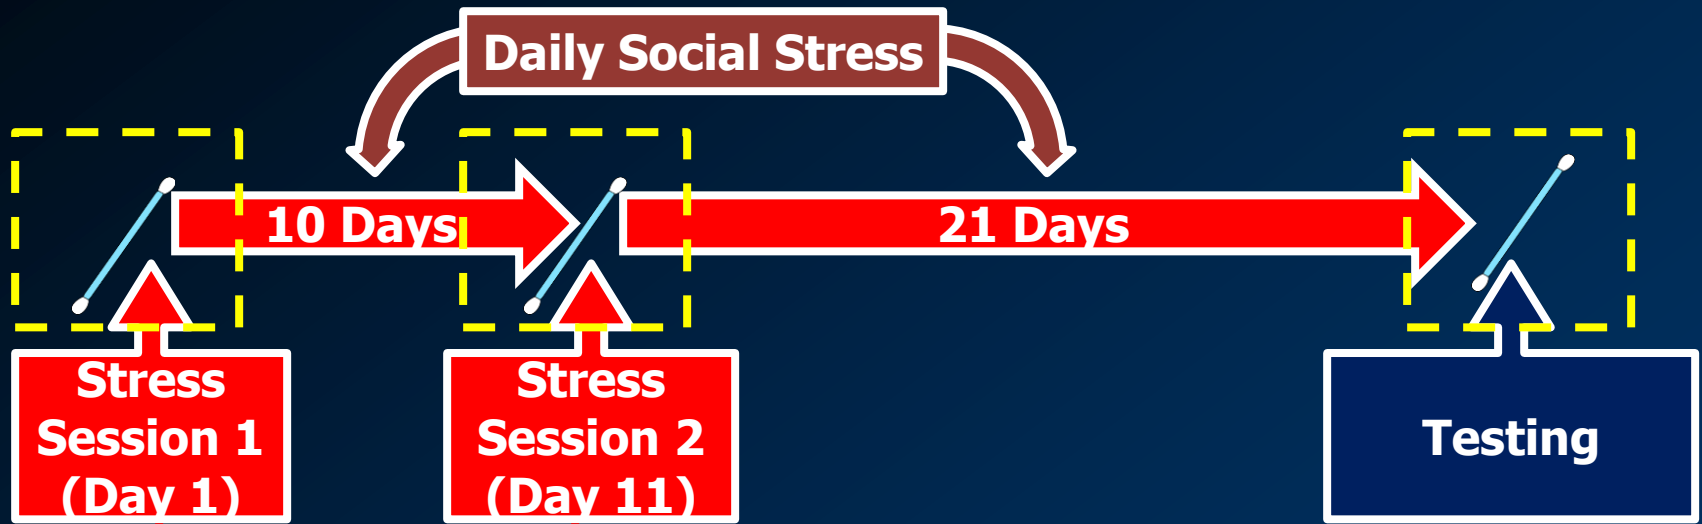 Daily Social Stress
10 Days
21 Days
Stress
Session 1
(Day 1)
Stress
Session 2
(Day 11)
Testing